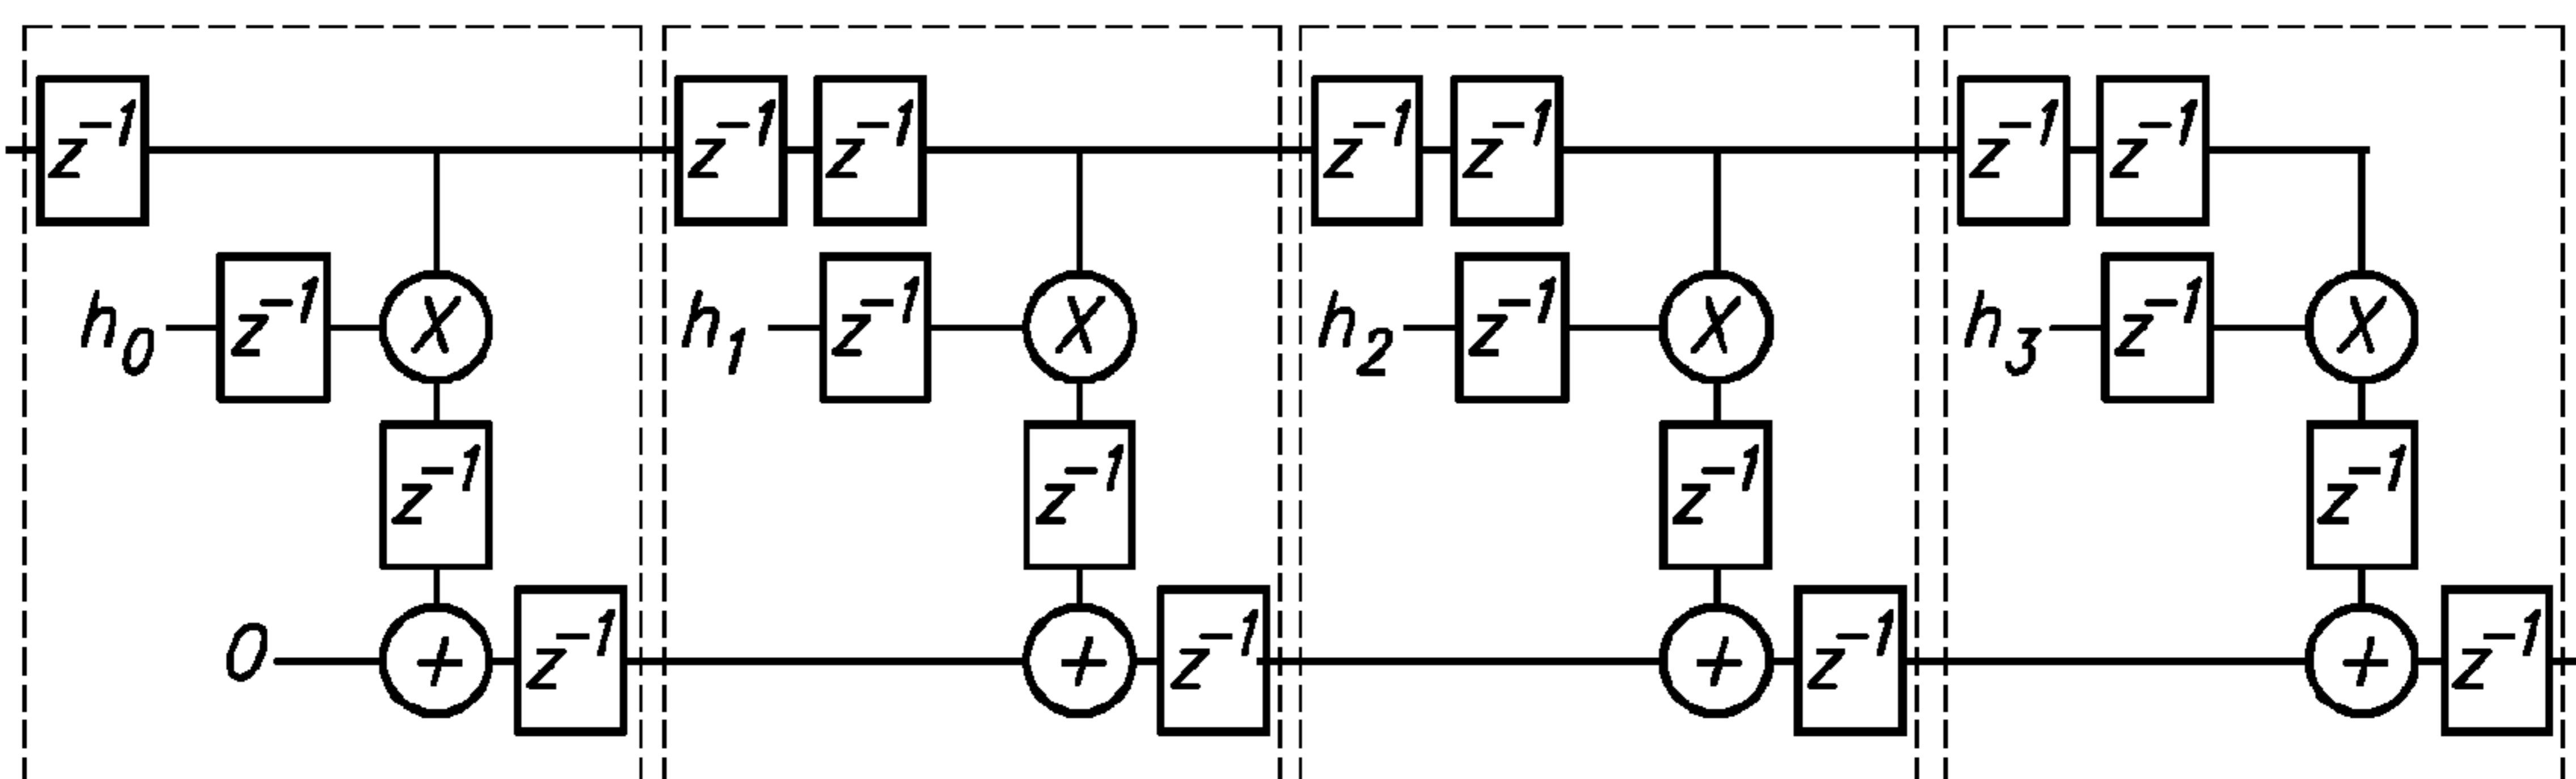 z⁻¹ z⁻¹ z⁻¹ z⁻¹ z⁻¹ z⁻¹ z⁻¹
h₀ z⁻¹ X h₁ z⁻¹ X h₂ z⁻¹ X h₃ z⁻¹ X
z⁻¹ z⁻¹ z⁻¹ z⁻¹
0 + z⁻¹ + z⁻¹ + z⁻¹ + z⁻¹